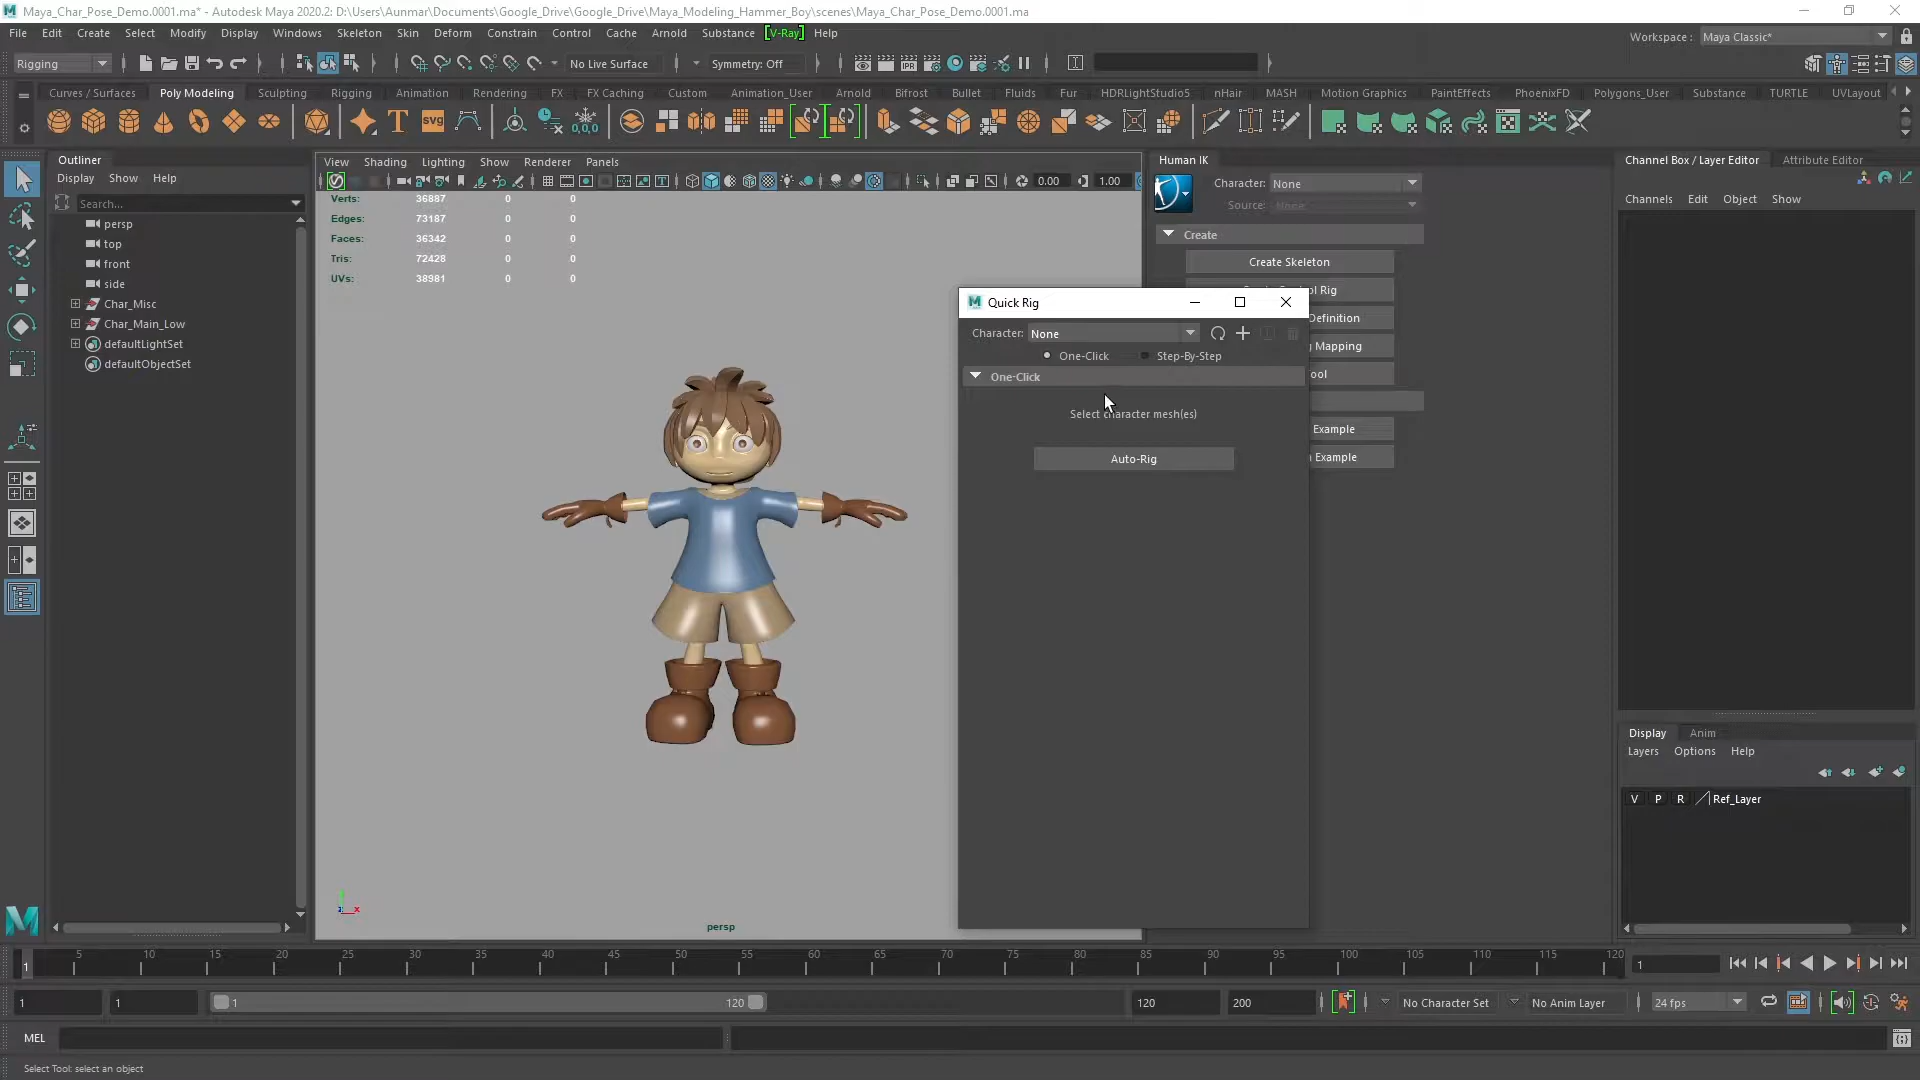 Maya_Char_Pose_Demo.0001.ma* - Autodesk Maya 2020.2: D:\Users\Aunmar\Documents\Google_Drive\Google_Drive\Maya_Modeling_Hammer_Boy\scenes\Maya_Char_Pose_Demo.0001.ma
File Edit Create Select Modify Display Windows Skeleton Skin Deform Constrain Control Cache Arnold Substance [V-Ray] Help
Workspace : Maya Classic*
Rigging No Live Surface Symmetry: Off
Curves / Surfaces Poly Modeling Sculpting Rigging Animation Rendering FX FX Caching Custom Animation_User Arnold Bifrost Bullet Fluids Fur HDRLightStudio5 nHair MASH Motion Graphics PaintEffects PhoenixFD Polygons_User Substance TURTLE UVLayout
T SVG 0,0,0
Outliner
Display Show Help
Search...
persp
top
front
side
Char_Misc
Char_Main_Low
defaultLightSet
defaultObjectSet
View Shading Lighting Show Renderer Panels
0.00 1.00
Verts: 36887 0 0
Edges: 73187 0 0
Faces: 36342 0 0
Tris: 72428 0 0
UVs: 38981 0 0
x
persp
Human IK
Character: None
Source: None
Create
Create Skeleton
l Rig
Definition
Mapping
ool
Example
Example
Quick Rig
Character: None
One-Click Step-By-Step
One-Click
Select character mesh(es)
Auto-Rig
Channel Box / Layer Editor Attribute Editor
Channels Edit Object Show
Display Anim
Layers Options Help
V P R Ref_Layer
5 10 15 20 25 30 35 40 45 50 55 60 65 70 75 80 85 90 95 100 105 110 115 120
1 1
1 1 1 120 120 200 No Character Set No Anim Layer 24 fps
MEL
Select Tool: select an object